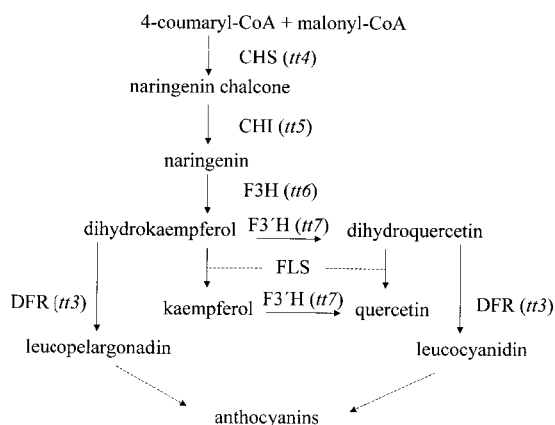 4-coumaryl-CoA + malonyl-CoA
CHS (tt4)
naringenin chalcone
CHI (tt5)
naringenin
F3H (tt6)
dihydrokaempferol F3´H (tt7) dihydroquercetin
FLS
DFR (tt3) kaempferol F3´H (tt7) quercetin DFR (tt3)
leucopelargonadin leucocyanidin
anthocyanins